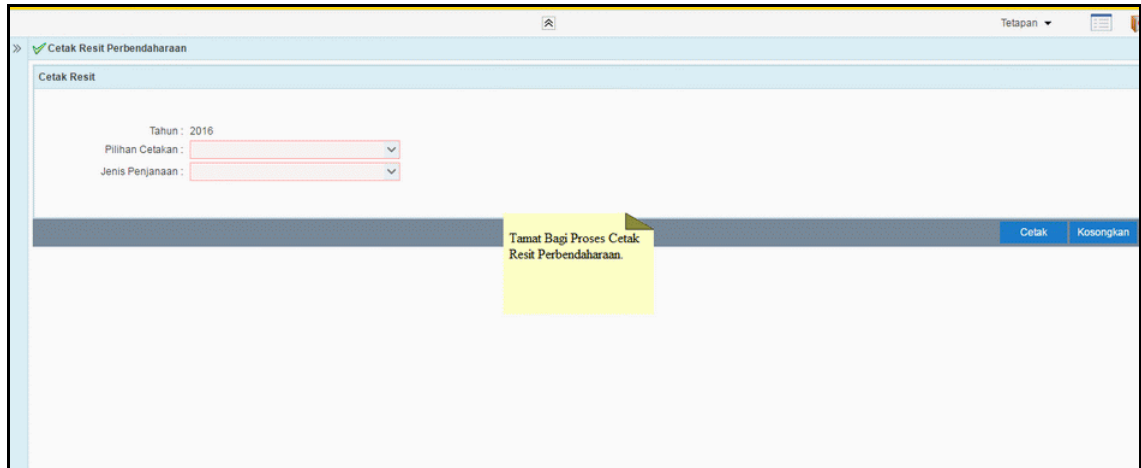 Tetapan
Cetak Resit Perbendaharaan
Cetak Resit
Tahun : 2016
Pilihan Cetakan :
Jenis Penjanaan :
Cetak Kosongkan
Tamat Bagi Proses Cetak
Resit Perbendaharaan.